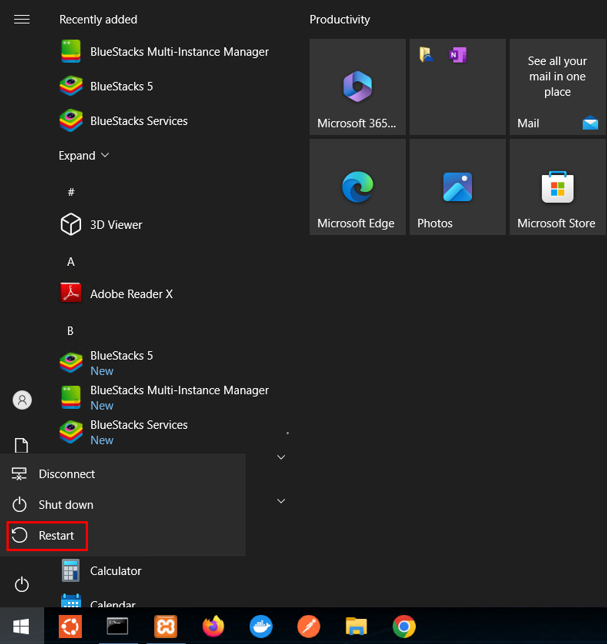 Recently added
BlueStacks Multi-Instance Manager
BlueStacks 5
BlueStacks Services
Expand
#
3D Viewer
A
Adobe Reader X
B
BlueStacks 5
New
BlueStacks Multi-Instance Manager
New
BlueStacks Services
New
Disconnect
Shut down
Restart
Calculator
Calendar
Productivity
Microsoft 365...
N
See all your
mail in one
place
Mail
Microsoft Edge
Photos
Microsoft Store